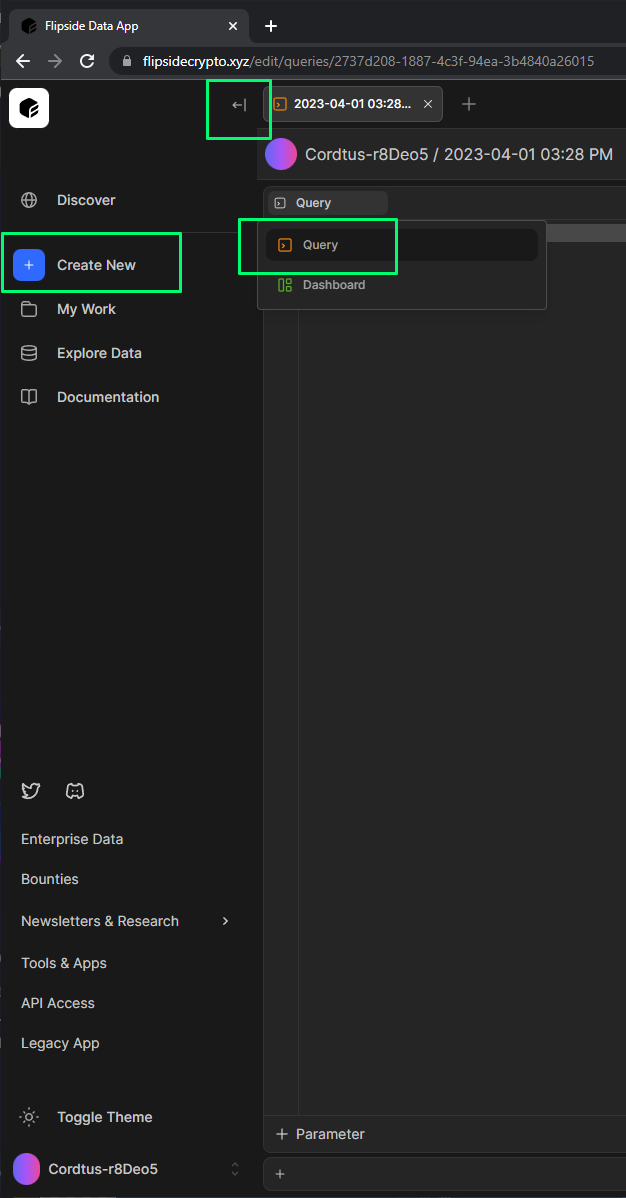 Flipside Data App
flipsidecrypto.xyz/edit/queries/2737d208-1887-4c3f-94ea-3b4840a26015
2023-04-01 03:28...
Cordtus-r8Deo5 / 2023-04-01 03:28 PM
Discover
Query
Create New
Query
Dashboard
My Work
Explore Data
Documentation
Enterprise Data
Bounties
Newsletters & Research
Tools & Apps
API Access
Legacy App
Toggle Theme
Parameter
Cordtus-r8Deo5